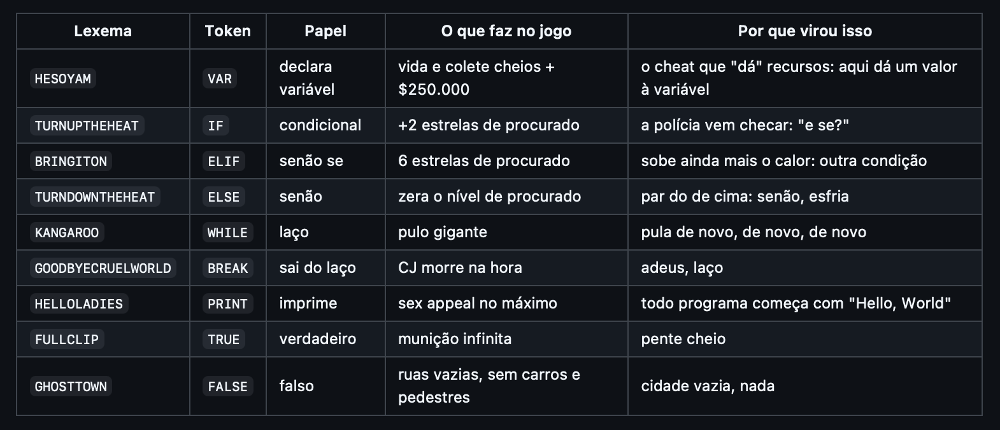 Lexema Token Papel O que faz no jogo Por que virou isso
HESOYAM VAR declara variável vida e colete cheios + $250.000 o cheat que "dá" recursos: aqui dá um valor à variável
TURNUPTHEHEAT IF condicional +2 estrelas de procurado a polícia vem checar: "e se?"
BRINGITON ELIF senão se 6 estrelas de procurado sobe ainda mais o calor: outra condição
TURNDOWNTHEHEAT ELSE senão zera o nível de procurado par do de cima: senão, esfria
KANGAROO WHILE laço pulo gigante pula de novo, de novo, de novo
GOODBYECRUELWORLD BREAK sai do laço CJ morre na hora adeus, laço
HELLOLADIES PRINT imprime sex appeal no máximo todo programa começa com "Hello, World"
FULLCLIP TRUE verdadeiro munição infinita pente cheio
GHOSTTOWN FALSE falso ruas vazias, sem carros e pedestres cidade vazia, nada